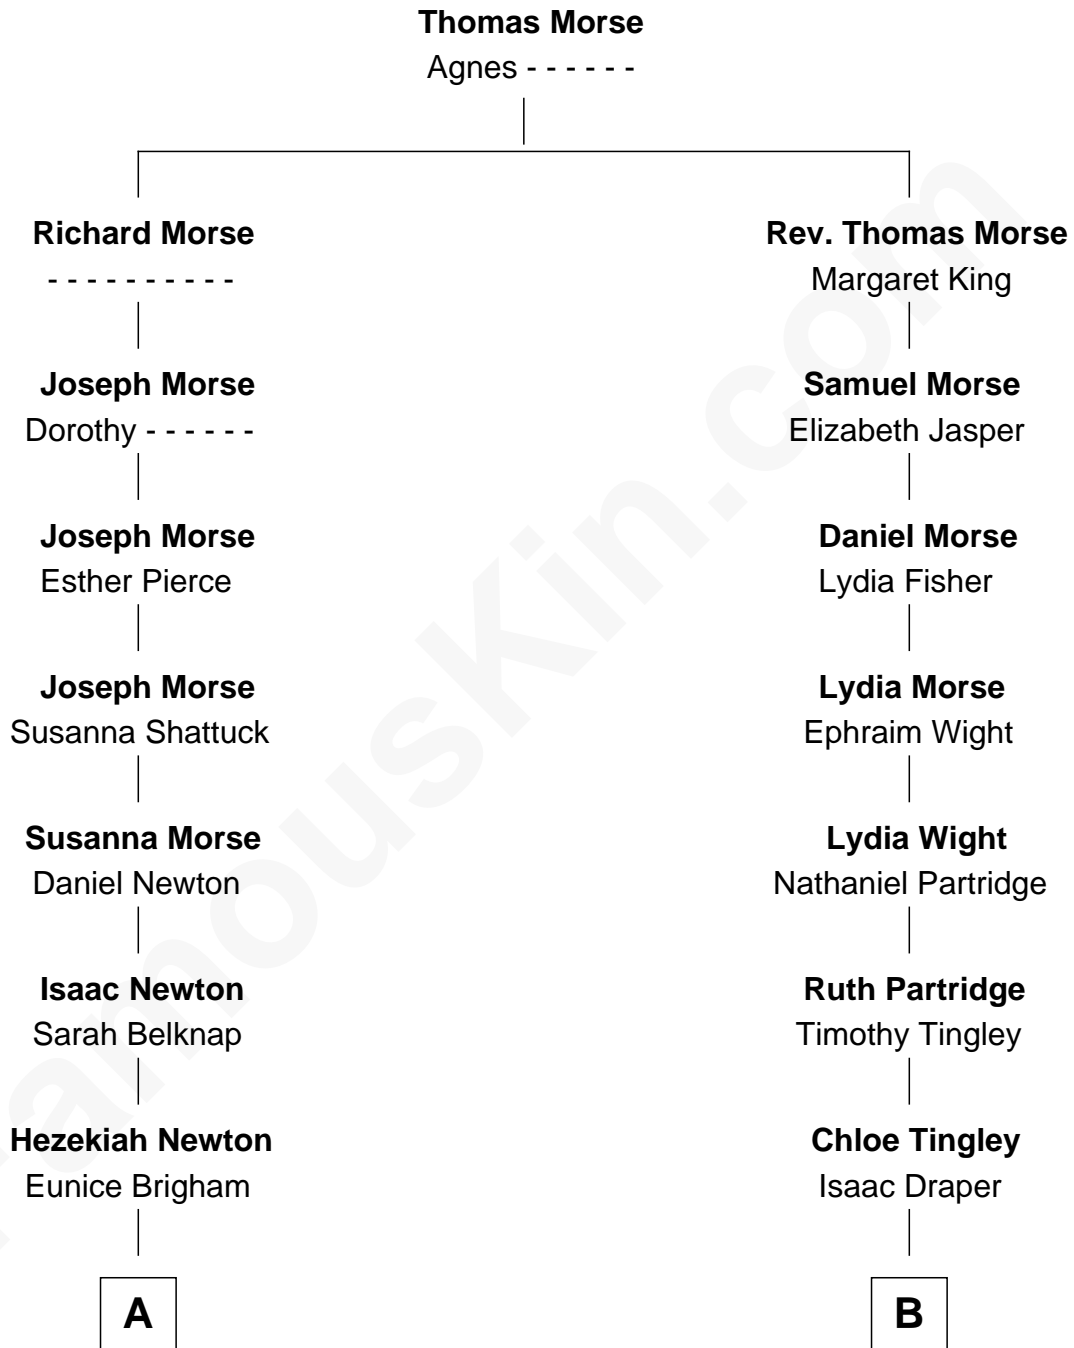 Thomas Morse
Agnes - - - - - -
Richard Morse
- - - - - - - - - -
Rev. Thomas Morse
Margaret King
Joseph Morse
Dorothy - - - - - -
Samuel Morse
Elizabeth Jasper
Joseph Morse
Esther Pierce
Daniel Morse
Lydia Fisher
Joseph Morse
Susanna Shattuck
Lydia Morse
Ephraim Wight
Susanna Morse
Daniel Newton
Lydia Wight
Nathaniel Partridge
Isaac Newton
Sarah Belknap
Ruth Partridge
Timothy Tingley
Hezekiah Newton
Eunice Brigham
Chloe Tingley
Isaac Draper
A
B
FamousKin.com